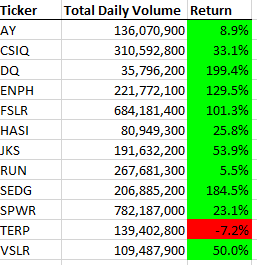 Ticker Total Daily Volume Return
AY 136,070,900 8.9%
CSIQ 310,592,800 33.1%
DQ 35,796,200 199.4%
ENPH 221,772,100 129.5%
FSLR 684,181,400 101.3%
HASI 80,949,300 25.8%
JKS 191,632,200 53.9%
RUN 267,681,300 5.5%
SEDG 206,885,200 184.5%
SPWR 782,187,000 23.1%
TERP 139,402,800 -7.2%
VSLR 109,487,900 50.0%